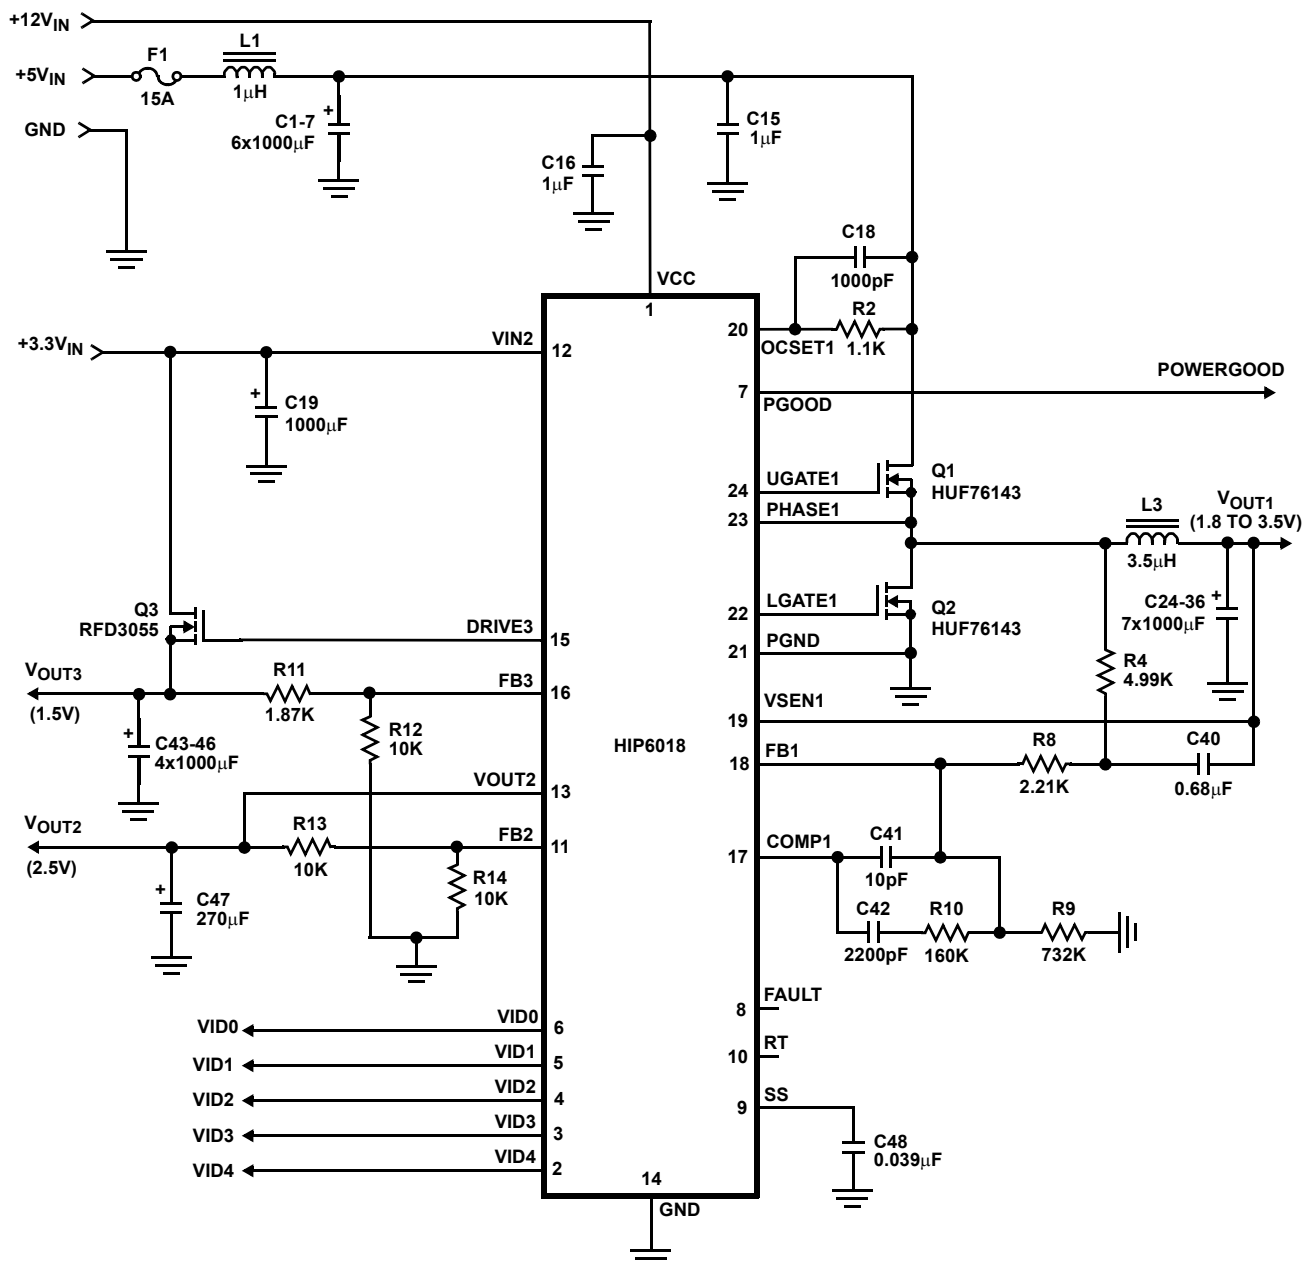 +12VIN
+5VIN
F1
15A
L1
1µH
GND
C1-7
6x1000µF
+
C15
1µF
C16
1µF
C18
1000pF
VCC
1
R2
1.1K
20
OCSET1
+3.3VIN
VIN2
12
+
C19
1000µF
POWERGOOD
7
PGOOD
Q1
HUF76143
UGATE1
24
PHASE1
23
L3
3.5µH
VOUT1
(1.8 TO 3.5V)
Q2
HUF76143
LGATE1
22
PGND
21
C24-36
7x1000µF
+
R4
4.99K
Q3
RFD3055
DRIVE3
15
VOUT3
(1.5V)
R11
1.87K
FB3
16
VSEN1
19
+
C43-46
4x1000µF
R12
10K
HIP6018
FB1
18
R8
2.21K
C40
0.68µF
VOUT2
13
VOUT2
(2.5V)
R13
10K
FB2
11
COMP1
17
C41
10pF
+
C47
270µF
R14
10K
C42
2200pF
R10
160K
R9
732K
FAULT
8
RT
10
SS
9
C48
0.039µF
VID0
VID0
6
VID1
VID1
5
VID2
VID2
4
VID3
VID3
3
VID4
VID4
2
14
GND